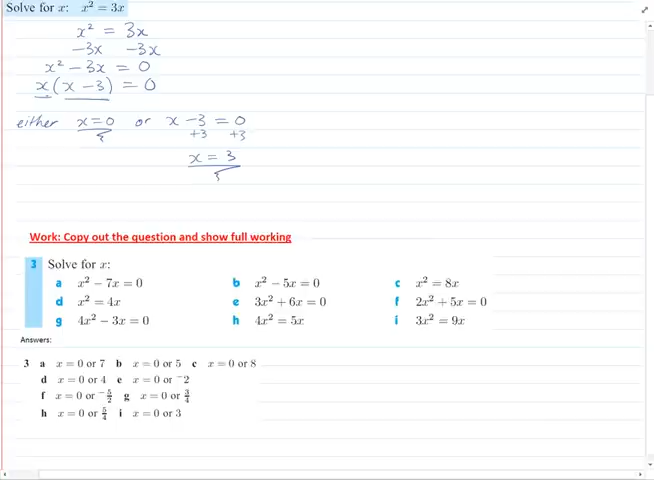 Solve for x: x² = 3x
x² = 3x
-3x -3x
x² - 3x = 0
x(x - 3) = 0
either x = 0 or x - 3 = 0
+3 +3
x = 3
Work: Copy out the question and show full working
3 Solve for x:
a x² − 7x = 0 b x² − 5x = 0 c x² = 8x
d x² = 4x e 3x² + 6x = 0 f 2x² + 5x = 0
g 4x² − 3x = 0 h 4x² = 5x i 3x² = 9x
Answers:
3 a x = 0 or 7 b x = 0 or 5 c x = 0 or 8
d x = 0 or 4 e x = 0 or ⁻2
f x = 0 or ⁻5/2 g x = 0 or 3/4
h x = 0 or 5/4 i x = 0 or 3